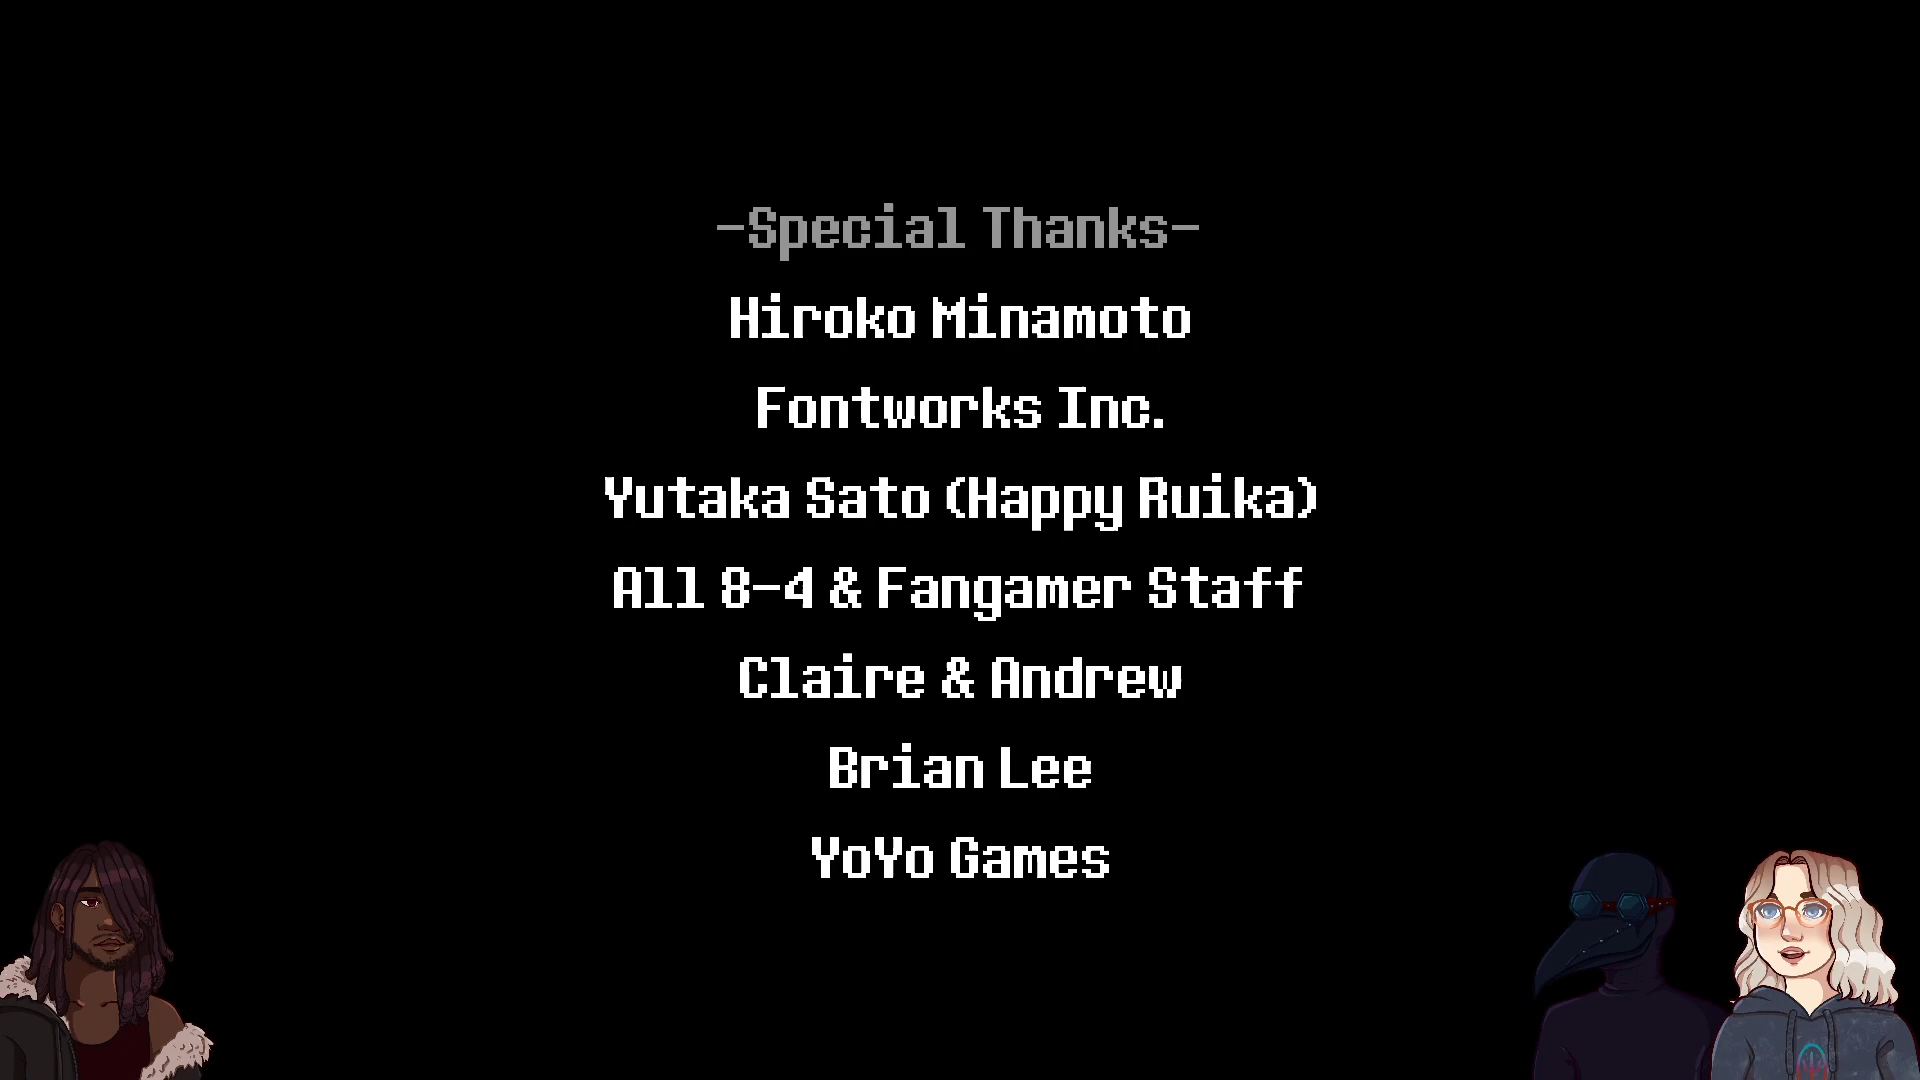 -Special Thanks-
Hiroko Minamoto
Fontworks Inc.
Yutaka Sato (Happy Ruika)
All 8-4 & Fangamer Staff
Claire & Andrew
Brian Lee
YoYo Games